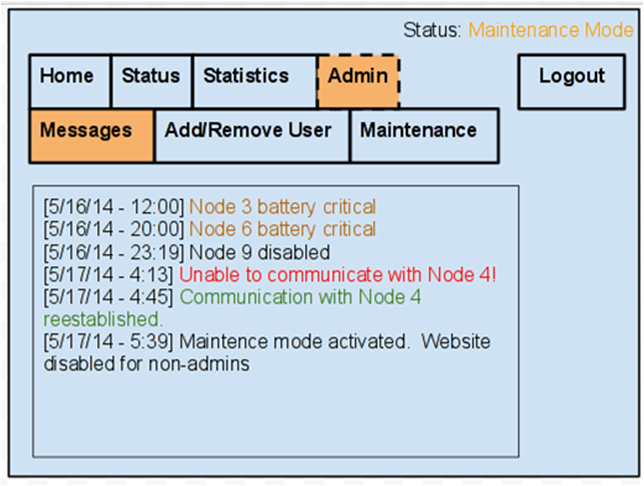 Status: Maintenance Mode
Home Status Statistics Admin Logout
Messages Add/Remove User Maintenance
[5/16/14 - 12:00] Node 3 battery critical
[5/16/14 - 20:00] Node 6 battery critical
[5/16/14 - 23:19] Node 9 disabled
[5/17/14 - 4:13] Unable to communicate with Node 4!
[5/17/14 - 4:45] Communication with Node 4
reestablished.
[5/17/14 - 5:39] Maintence mode activated.  Website
disabled for non-admins